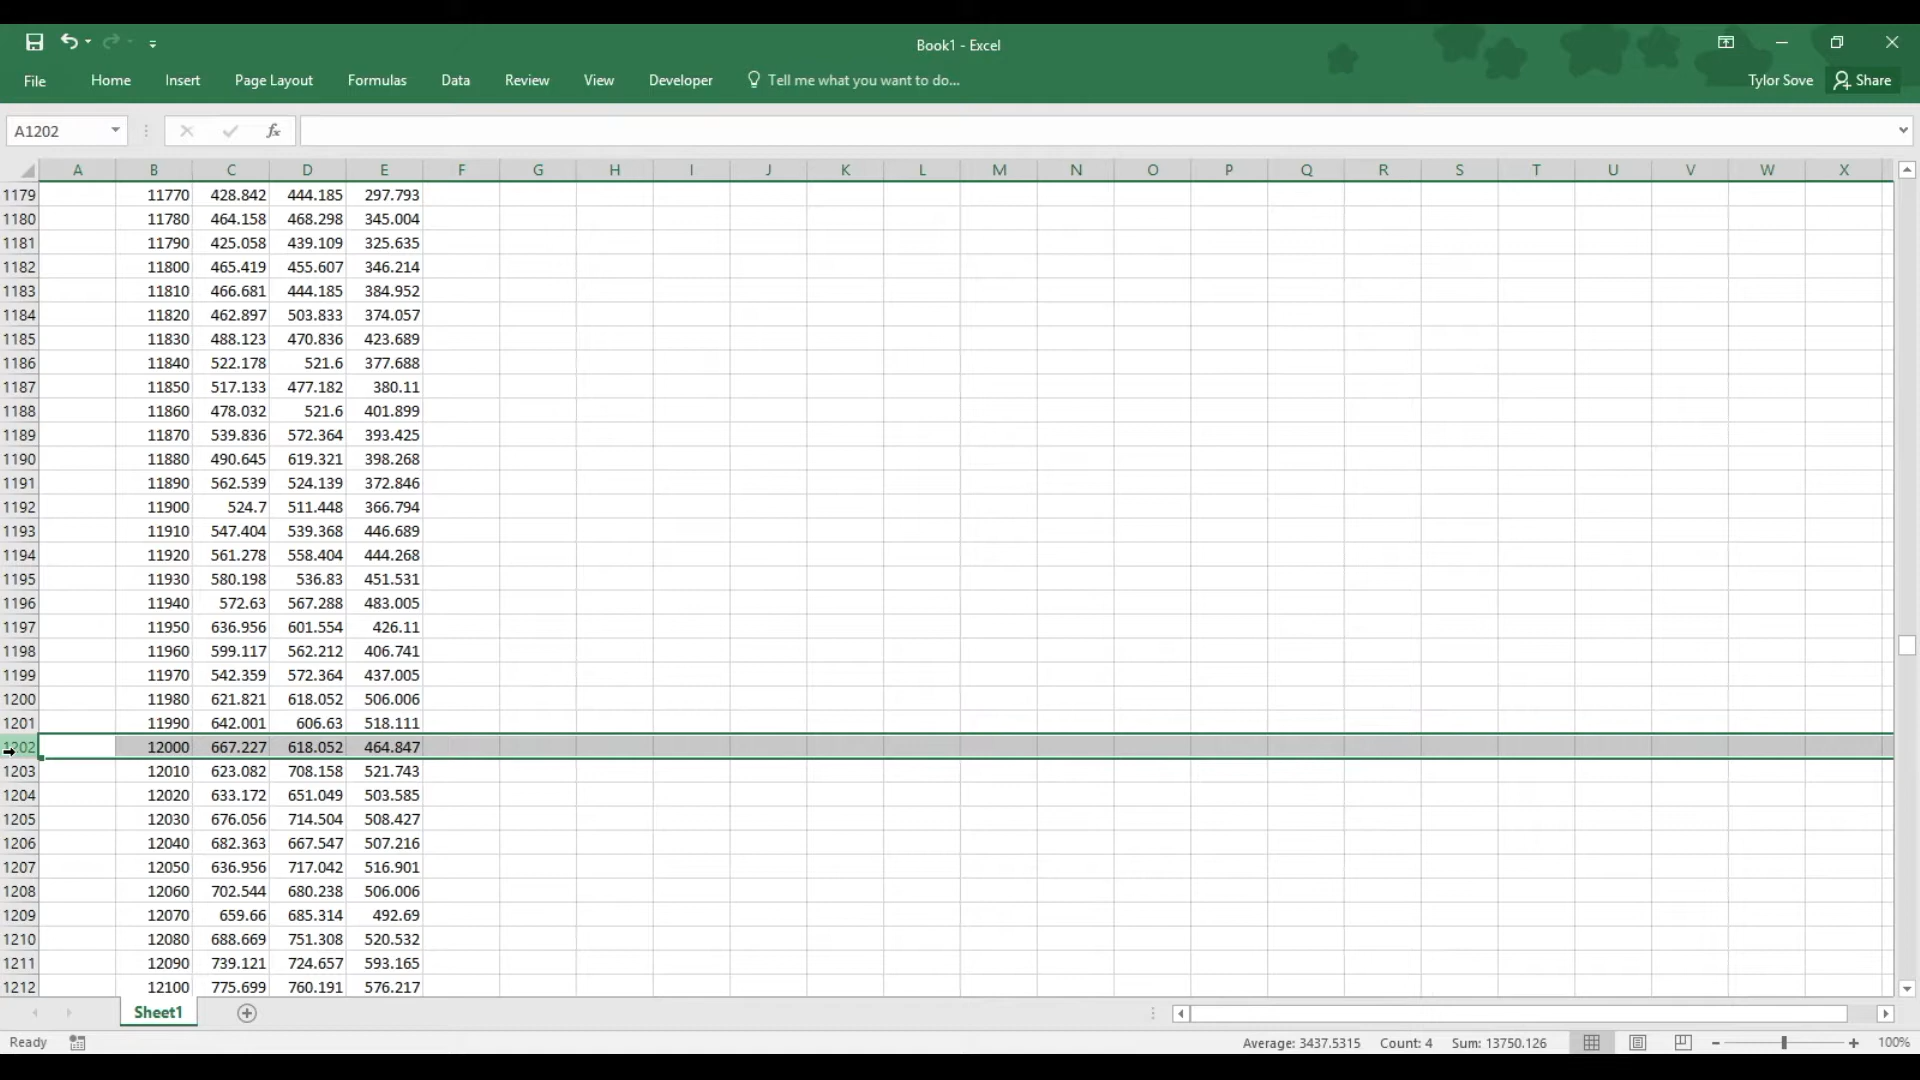 Book1 - Excel
File Home Insert Page Layout Formulas Data Review View Developer Tell me what you want to do... Tylor Sove Share
A1202 fx
A B C D E F G H I J K L M N O P Q R S T U V W X
1179 11770 428.842 444.185 297.793
1180 11780 464.158 468.298 345.004
1181 11790 425.058 439.109 325.635
1182 11800 465.419 455.607 346.214
1183 11810 466.681 444.185 384.952
1184 11820 462.897 503.833 374.057
1185 11830 488.123 470.836 423.689
1186 11840 522.178 521.6 377.688
1187 11850 517.133 477.182 380.11
1188 11860 478.032 521.6 401.899
1189 11870 539.836 572.364 393.425
1190 11880 490.645 619.321 398.268
1191 11890 562.539 524.139 372.846
1192 11900 524.7 511.448 366.794
1193 11910 547.404 539.368 446.689
1194 11920 561.278 558.404 444.268
1195 11930 580.198 536.83 451.531
1196 11940 572.63 567.288 483.005
1197 11950 636.956 601.554 426.11
1198 11960 599.117 562.212 406.741
1199 11970 542.359 572.364 437.005
1200 11980 621.821 618.052 506.006
1201 11990 642.001 606.63 518.111
1202 12000 667.227 618.052 464.847
1203 12010 623.082 708.158 521.743
1204 12020 633.172 651.049 503.585
1205 12030 676.056 714.504 508.427
1206 12040 682.363 667.547 507.216
1207 12050 636.956 717.042 516.901
1208 12060 702.544 680.238 506.006
1209 12070 659.66 685.314 492.69
1210 12080 688.669 751.308 520.532
1211 12090 739.121 724.657 593.165
1212 12100 775.699 760.191 576.217
Sheet1
Ready Average: 3437.5315 Count: 4 Sum: 13750.126 100%